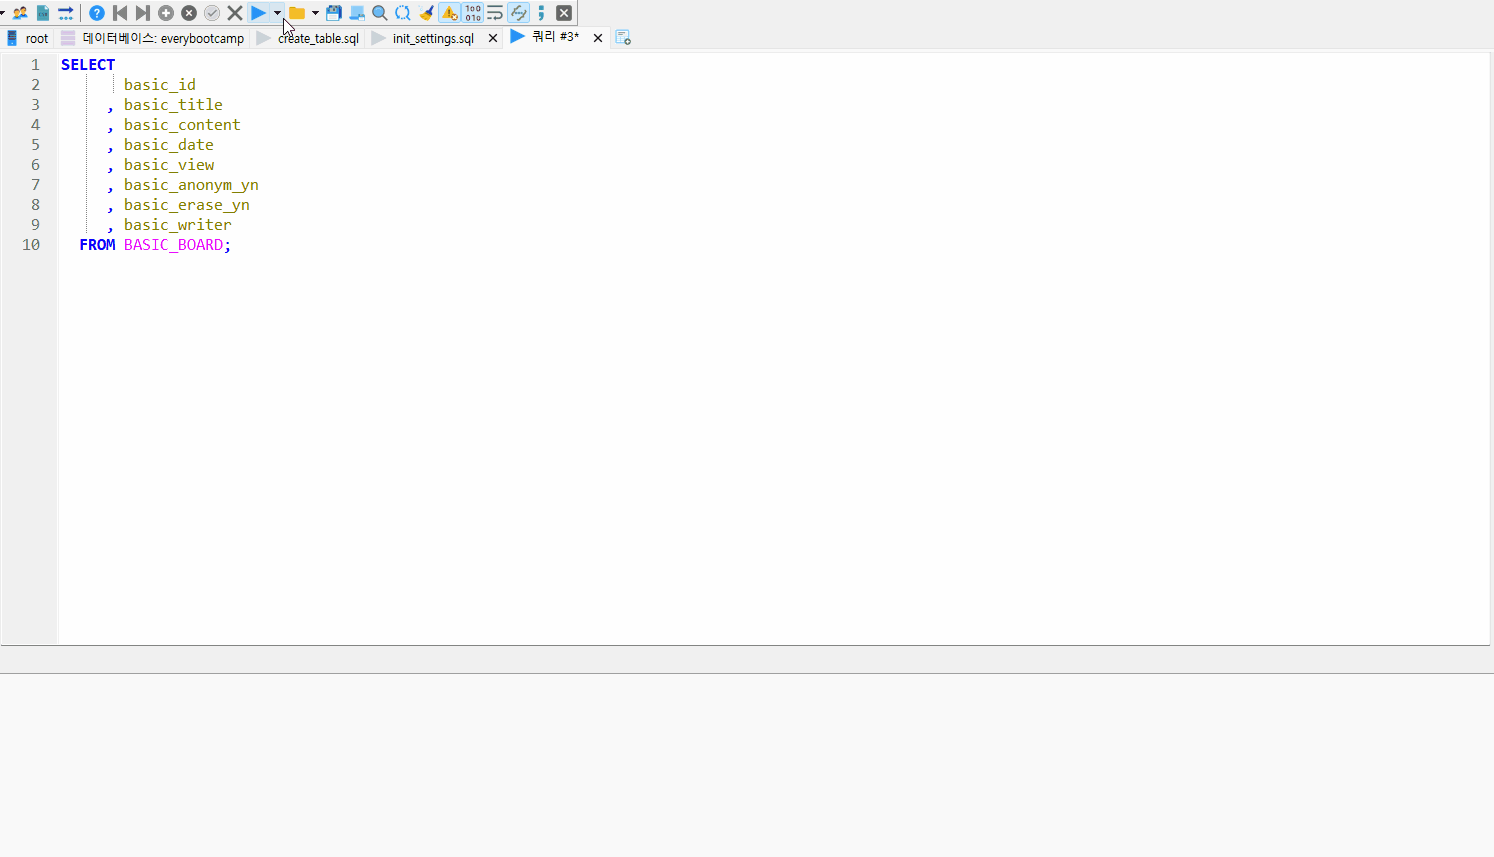 root 데이터베이스: everybootcamp create_table.sql init_settings.sql 쿼리 #3*
1 SELECT
2 basic_id
3 , basic_title
4 , basic_content
5 , basic_date
6 , basic_view
7 , basic_anonym_yn
8 , basic_erase_yn
9 , basic_writer
10 FROM BASIC_BOARD;